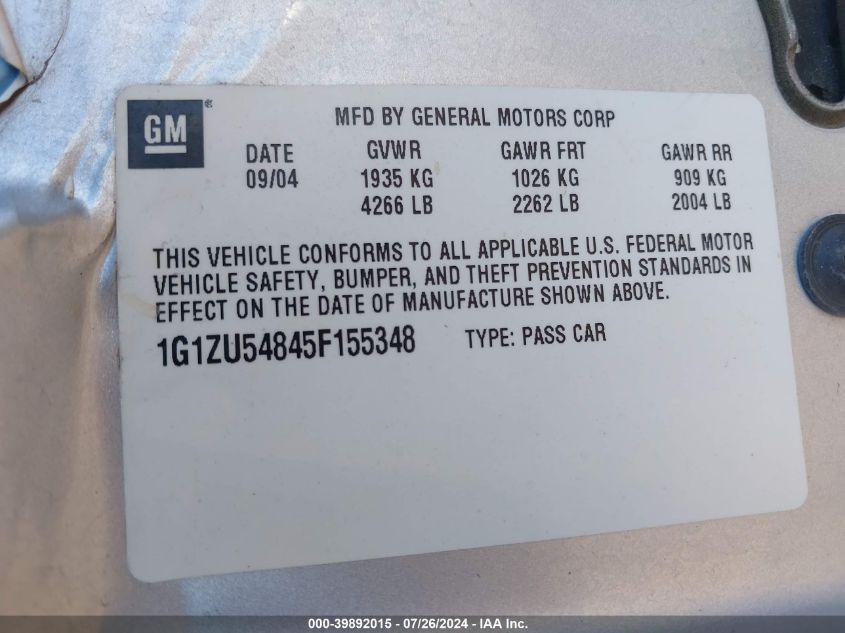 GM®
MFD BY GENERAL MOTORS CORP
DATE GVWR GAWR FRT GAWR RR
09/04 1935 KG 1026 KG 909 KG
4266 LB 2262 LB 2004 LB
THIS VEHICLE CONFORMS TO ALL APPLICABLE U.S. FEDERAL MOTOR
VEHICLE SAFETY, BUMPER, AND THEFT PREVENTION STANDARDS IN
EFFECT ON THE DATE OF MANUFACTURE SHOWN ABOVE.
1G1ZU54845F155348 TYPE: PASS CAR
000-39892015 / 07/26/2024 - IAA Inc.